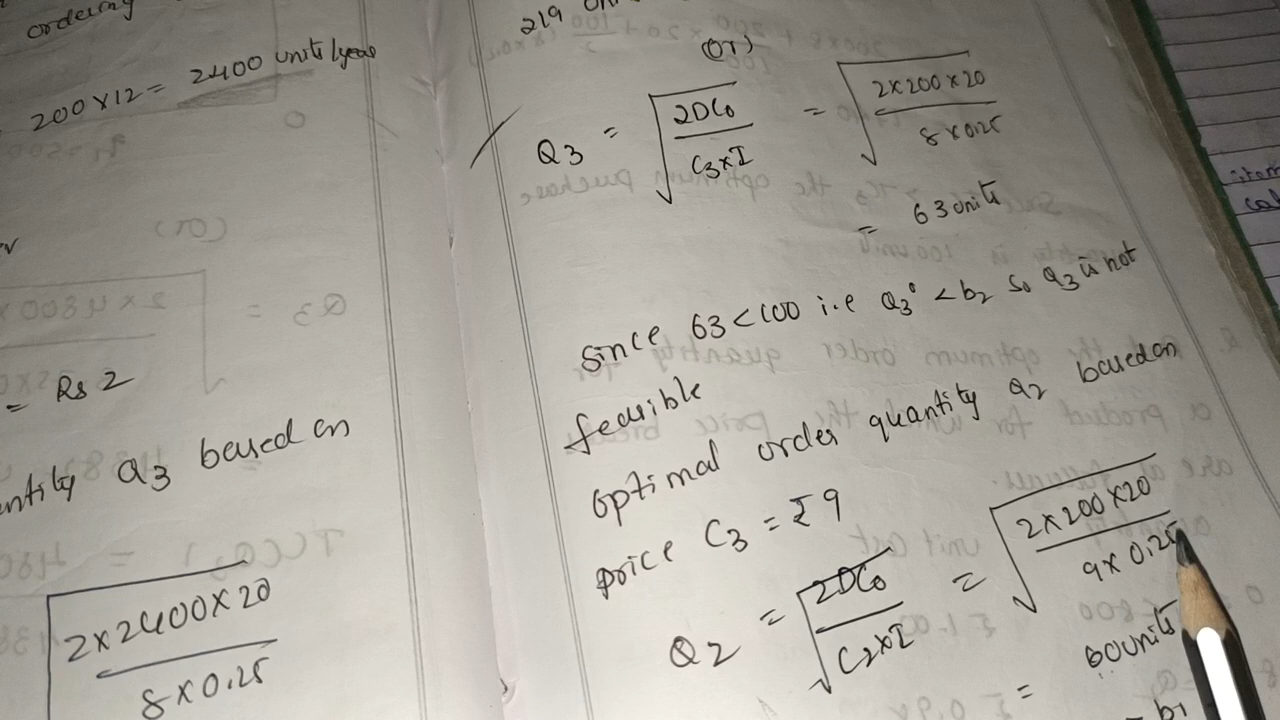 ordering
200 X 12 = 2400 units/year
= Rs 2
Q3 based on
2 x 2400 x 20
8 x 0.25
219
(or)
Q3 = √ 2DC0 / C3 x I = √ 2 x 200 x 20 / 8 x 0.25
= 63 units
Since 63 < 100 i.e Q3° < b2 so Q3 is not
feasible
optimal order quantity Q2 based on
price C3 = ₹ 9
Q2 = √ 2DC0 / C2 x I = √ 2 x 200 x 20 / 9 x 0.25
= 60 units
b1